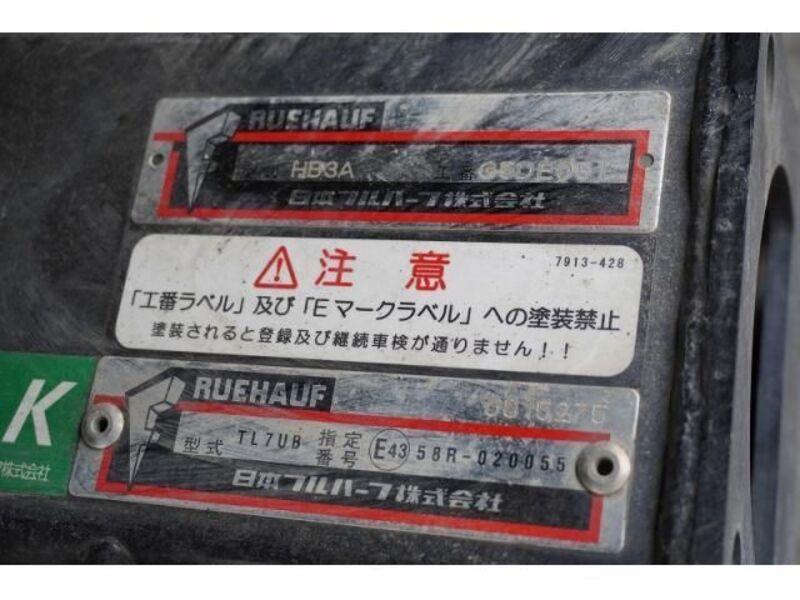 RUEHAUF
HB3A 工番
日本フルハーフ株式会社
注 意 7913-428
「工番ラベル」及び「Eマークラベル」への塗装禁止
塗装されると登録及び継続車検が通りません!!
K
株式会社
RUEHAUF
型式 TL7UB 指定番号 E43 58R-020055
日本フルハーフ株式会社